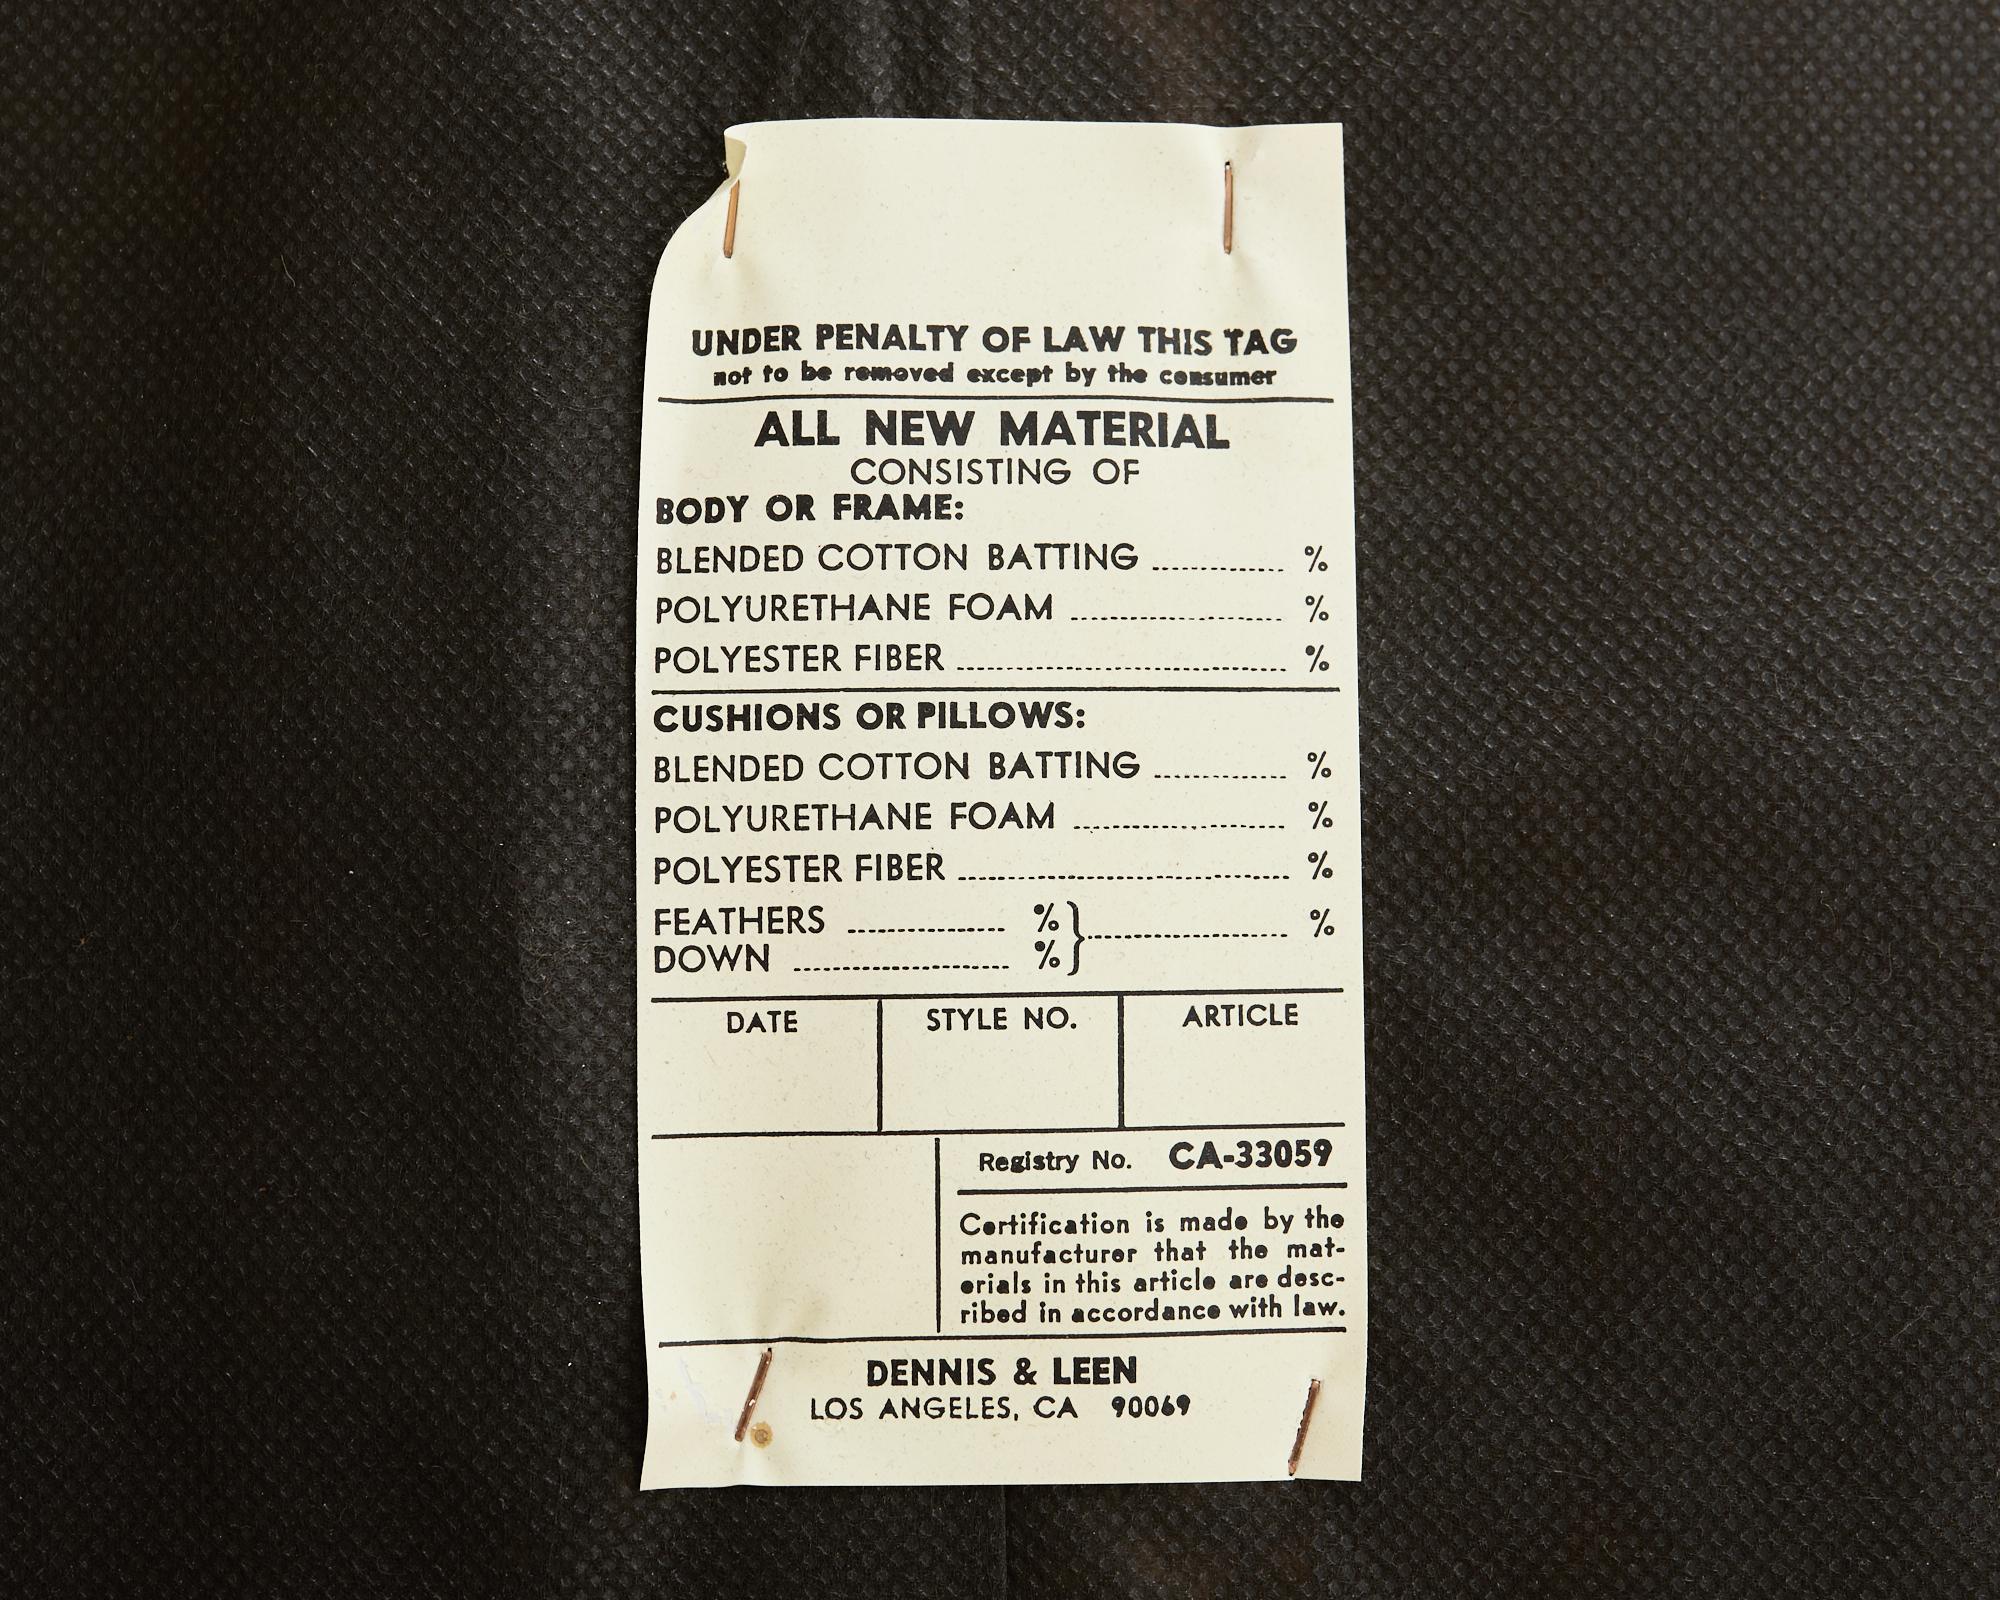 UNDER PENALTY OF LAW THIS TAG
not to be removed except by the consumer
ALL NEW MATERIAL
CONSISTING OF
BODY OR FRAME:
BLENDED COTTON BATTING ............. %
POLYURETHANE FOAM ..................... %
POLYESTER FIBER ................................. %
CUSHIONS OR PILLOWS:
BLENDED COTTON BATTING ............. %
POLYURETHANE FOAM ..................... %
POLYESTER FIBER ................................. %
FEATHERS ................ % } .................... %
DOWN ...................... %
DATE STYLE NO. ARTICLE
Registry No. CA-33059
Certification is made by the
manufacturer that the mat-
erials in this article are desc-
ribed in accordance with law.
DENNIS & LEEN
LOS ANGELES, CA 90069